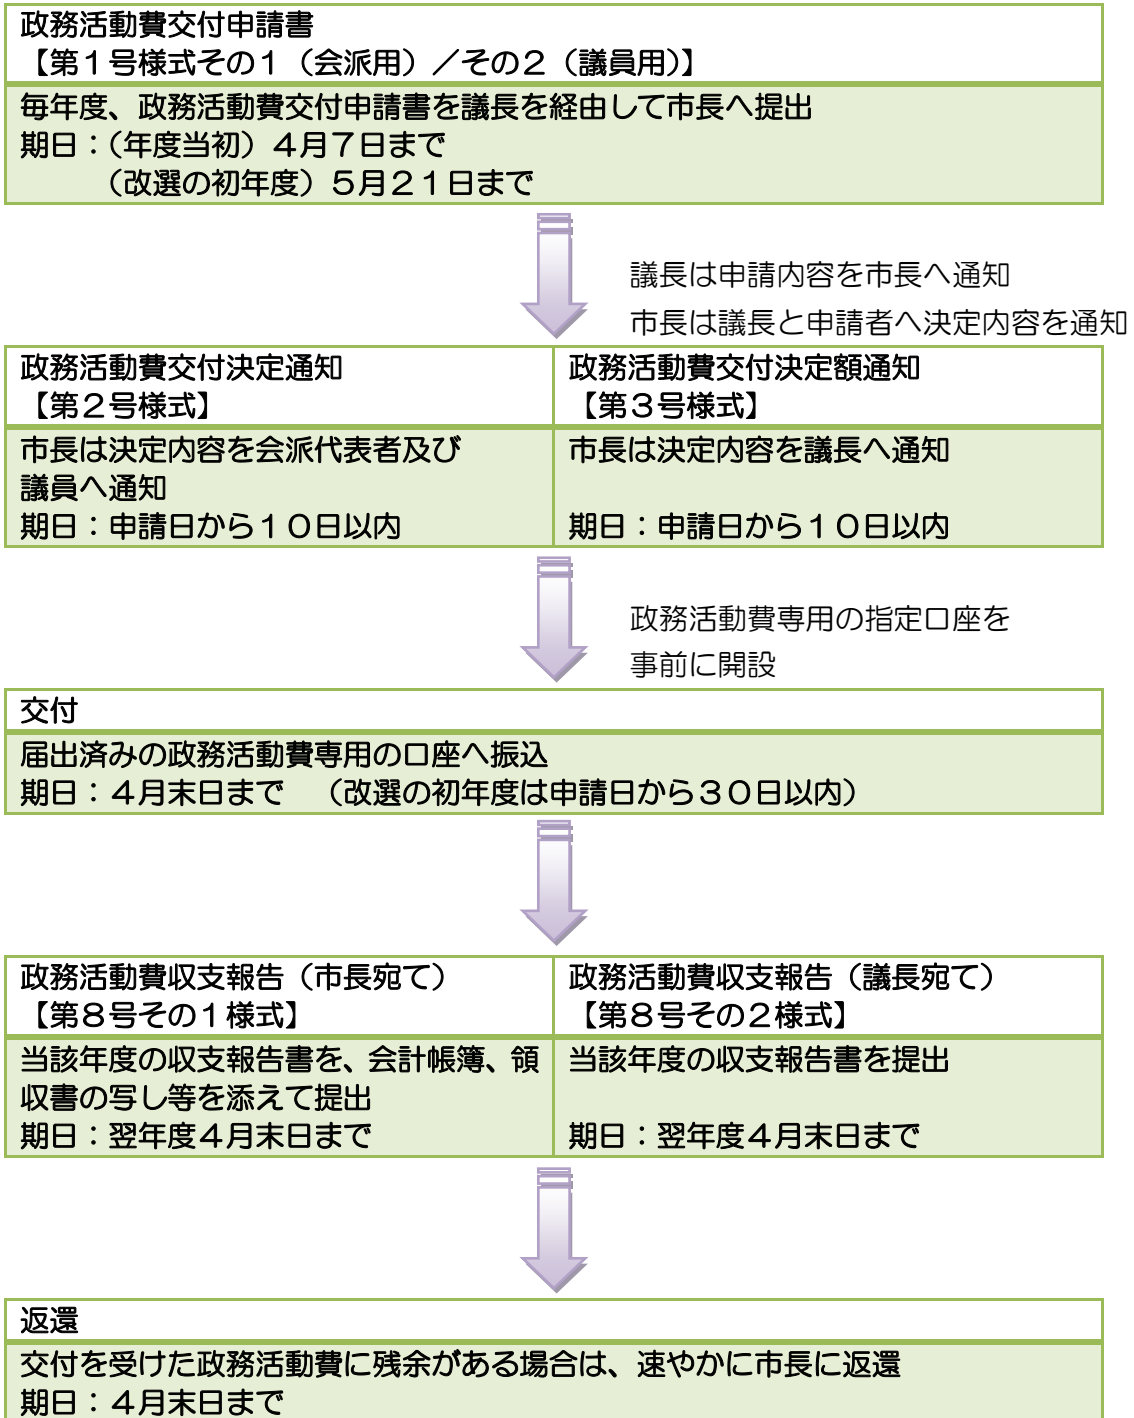 政務活動費交付申請書
【第１号様式その１（会派用）／その２（議員用）】
毎年度、政務活動費交付申請書を議長を経由して市長へ提出
期日：（年度当初）４月７日まで
（改選の初年度）５月２１日まで
議長は申請内容を市長へ通知
市長は議長と申請者へ決定内容を通知
政務活動費交付決定通知
【第２号様式】
市長は決定内容を会派代表者及び
議員へ通知
期日：申請日から１０日以内
政務活動費交付決定額通知
【第３号様式】
市長は決定内容を議長へ通知
期日：申請日から１０日以内
政務活動費専用の指定口座を
事前に開設
交付
届出済みの政務活動費専用の口座へ振込
期日：４月末日まで　（改選の初年度は申請日から３０日以内）
政務活動費収支報告（市長宛て）
【第８号その１様式】
当該年度の収支報告書を、会計帳簿、領
収書の写し等を添えて提出
期日：翌年度４月末日まで
政務活動費収支報告（議長宛て）
【第８号その２様式】
当該年度の収支報告書を提出
期日：翌年度４月末日まで
返還
交付を受けた政務活動費に残余がある場合は、速やかに市長に返還
期日：４月末日まで